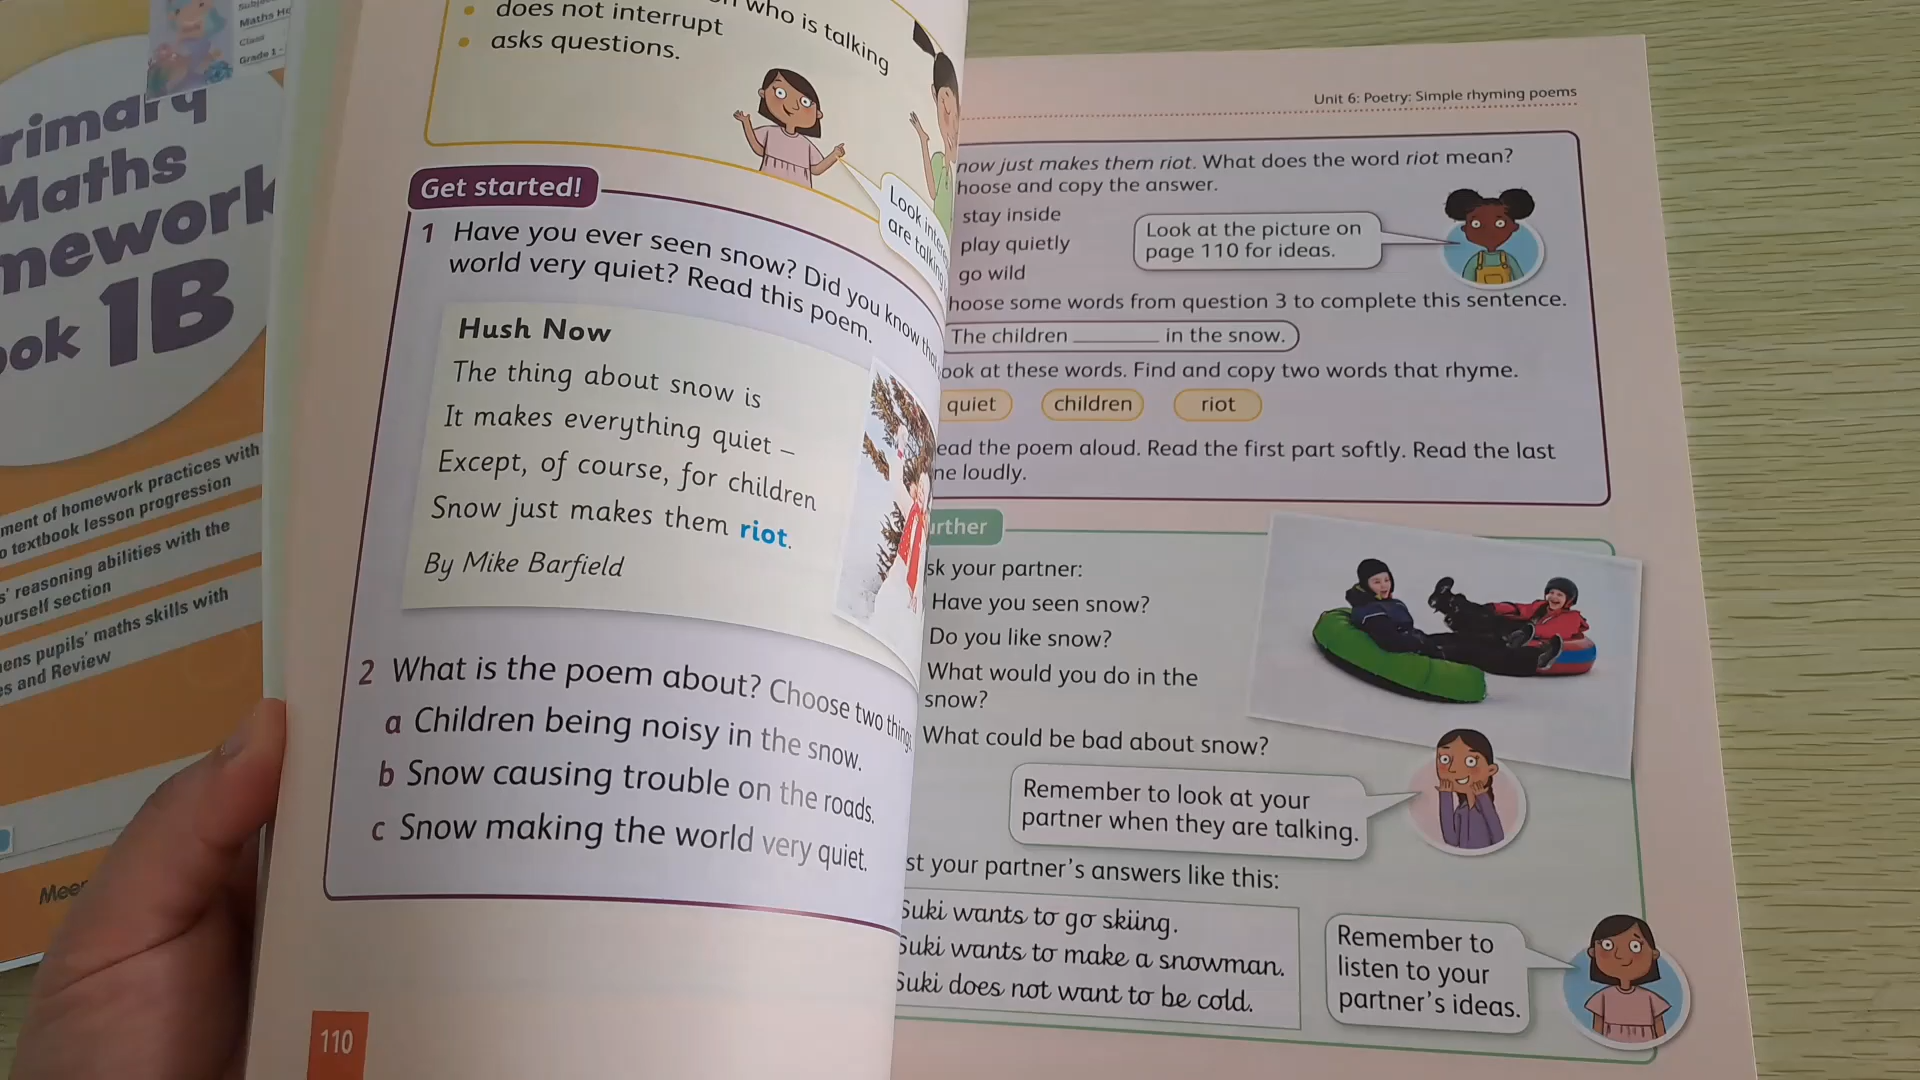 Maths
Class
Grade 1
Maths
ook 1B
ment of homework practices with
o textbook lesson progression
s' reasoning abilities with the
ourself section
ens pupils' maths skills with
es and Review
who is talking
does not interrupt
asks questions.
Look
are talking
Get started!
1 Have you ever seen snow? Did you know
world very quiet? Read this poem.
Hush Now
The thing about snow is
It makes everything quiet –
Except, of course, for children
Snow just makes them riot.
By Mike Barfield
2 What is the poem about? Choose two things
a Children being noisy in the snow.
b Snow causing trouble on the roads.
c Snow making the world very quiet.
110
Unit 6: Poetry: Simple rhyming poems
now just makes them riot. What does the word riot mean?
hoose and copy the answer.
stay inside
play quietly
go wild
Look at the picture on
page 110 for ideas.
hoose some words from question 3 to complete this sentence.
The children ________ in the snow.
ook at these words. Find and copy two words that rhyme.
quiet children riot
ead the poem aloud. Read the first part softly. Read the last
ne loudly.
urther
sk your partner:
Have you seen snow?
Do you like snow?
What would you do in the
snow?
What could be bad about snow?
Remember to look at your
partner when they are talking.
st your partner's answers like this:
Suki wants to go skiing.
Suki wants to make a snowman.
Suki does not want to be cold.
Remember to
listen to your
partner's ideas.